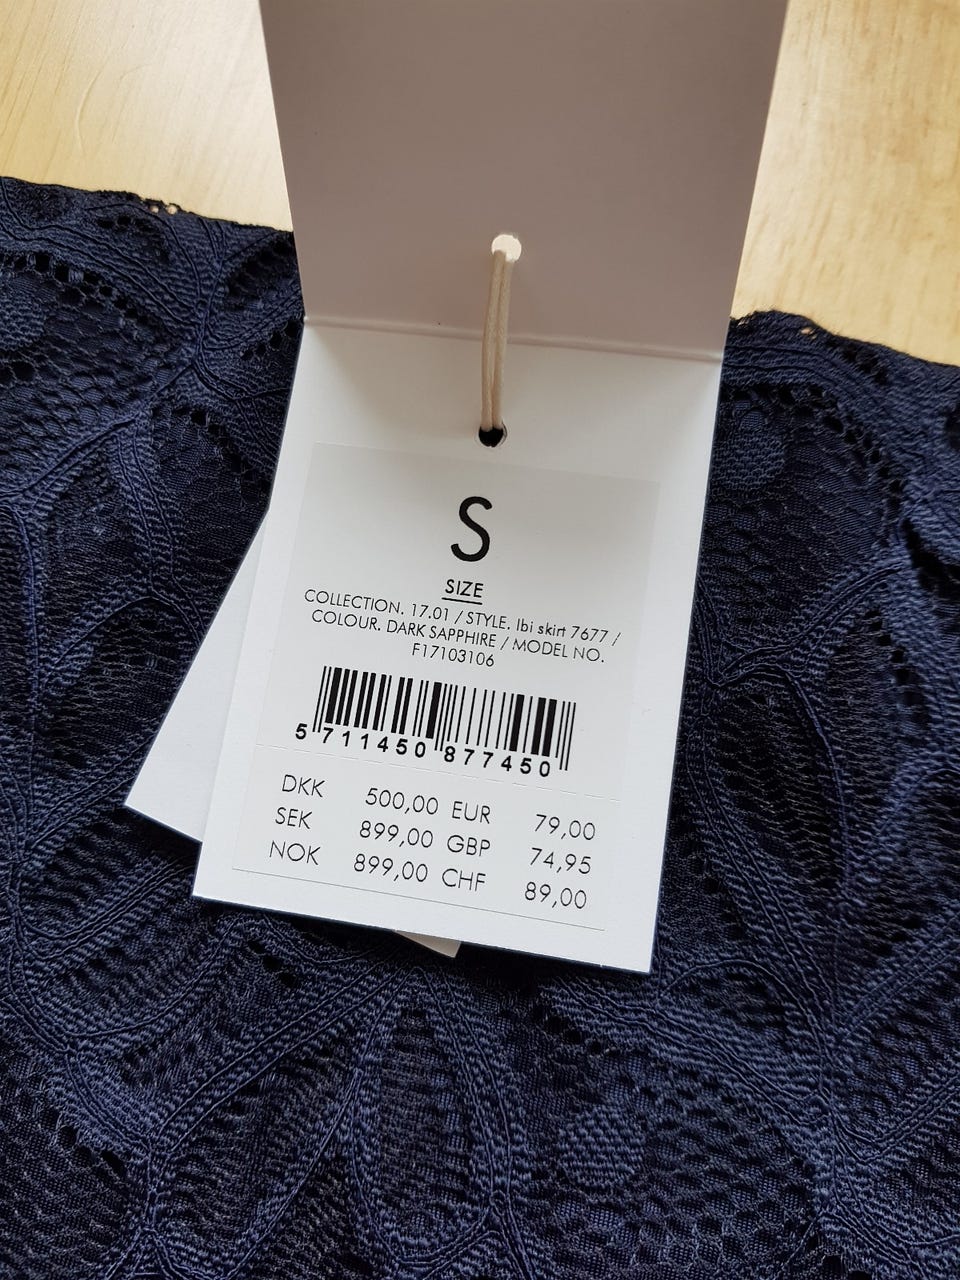 S
SIZE
COLLECTION. 17.01 / STYLE. Ibi skirt 7677 /
COLOUR. DARK SAPPHIRE / MODEL NO.
F17103106
5 711450 877450
DKK 500,00 EUR 79,00
SEK 899,00 GBP 74,95
NOK 899,00 CHF 89,00